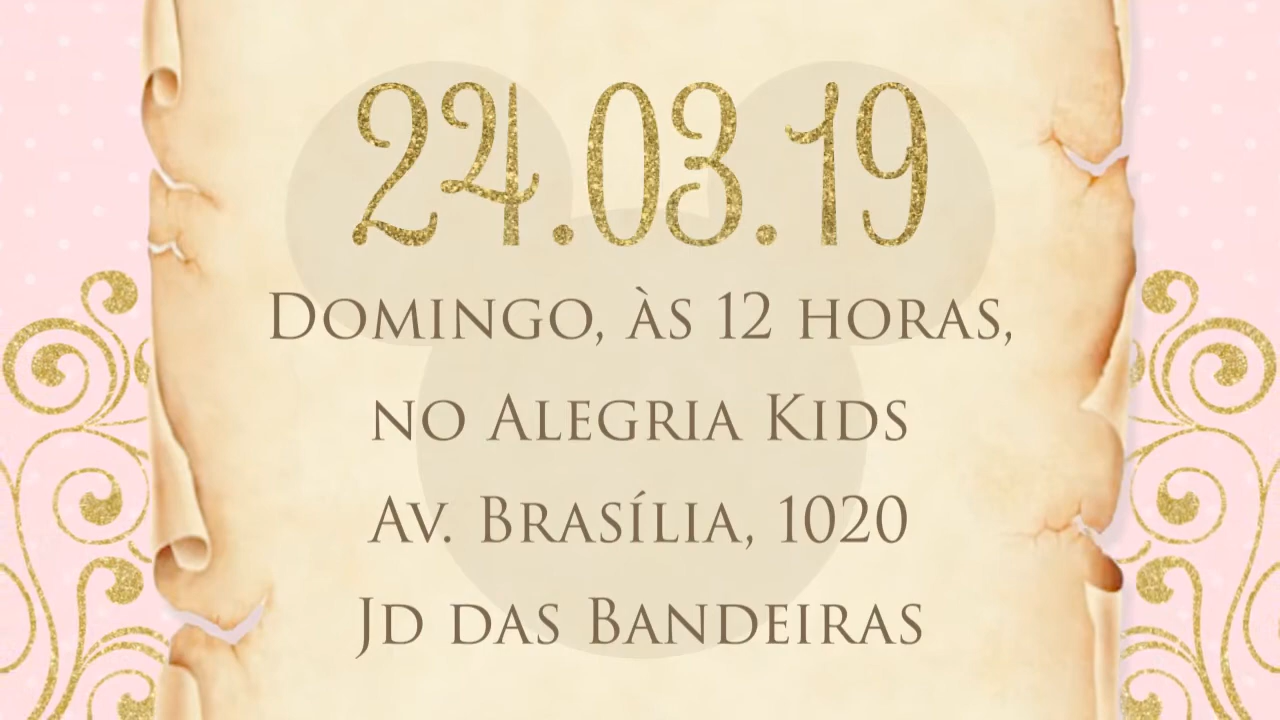 24.03.19
Domingo, às 12 horas,
no Alegria Kids
Av. Brasília, 1020
Jd das Bandeiras